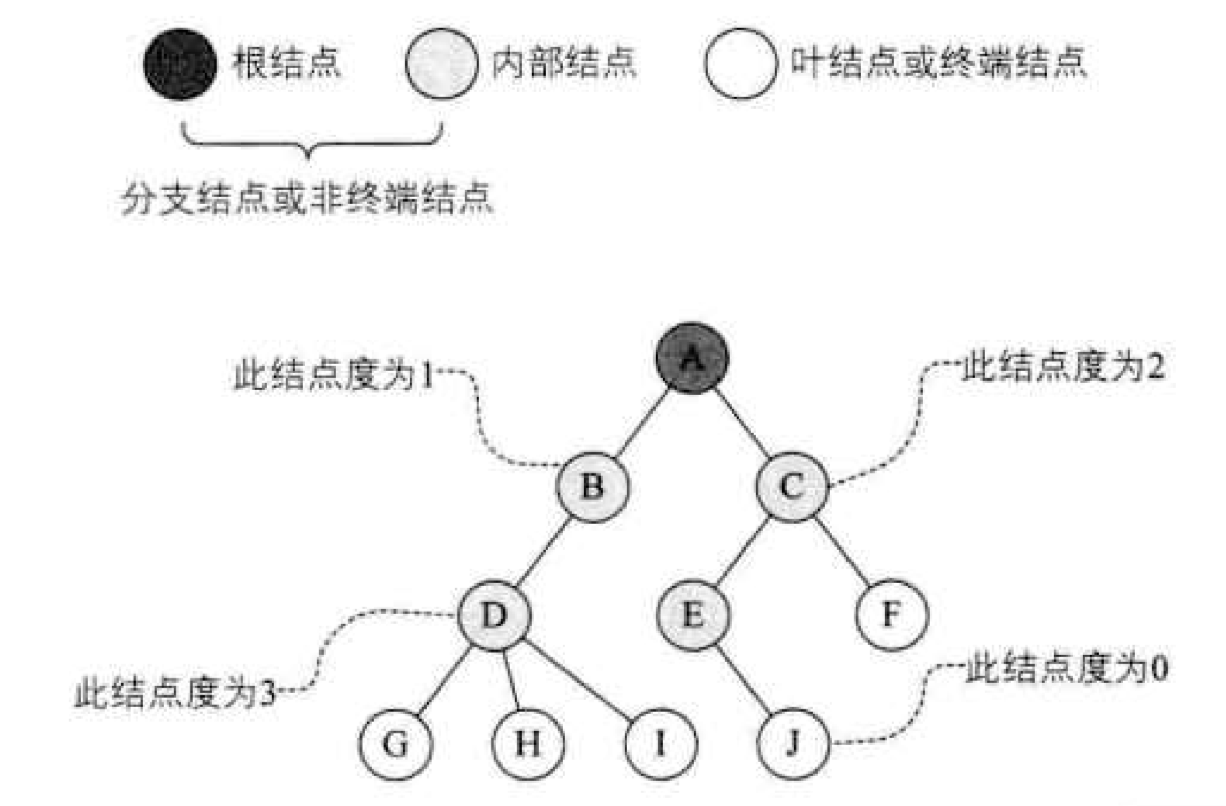 根结点 内部结点 叶结点或终端结点
分支结点或非终端结点
A
此结点度为1 此结点度为2
B C
D E F
此结点度为3 此结点度为0
G H I J